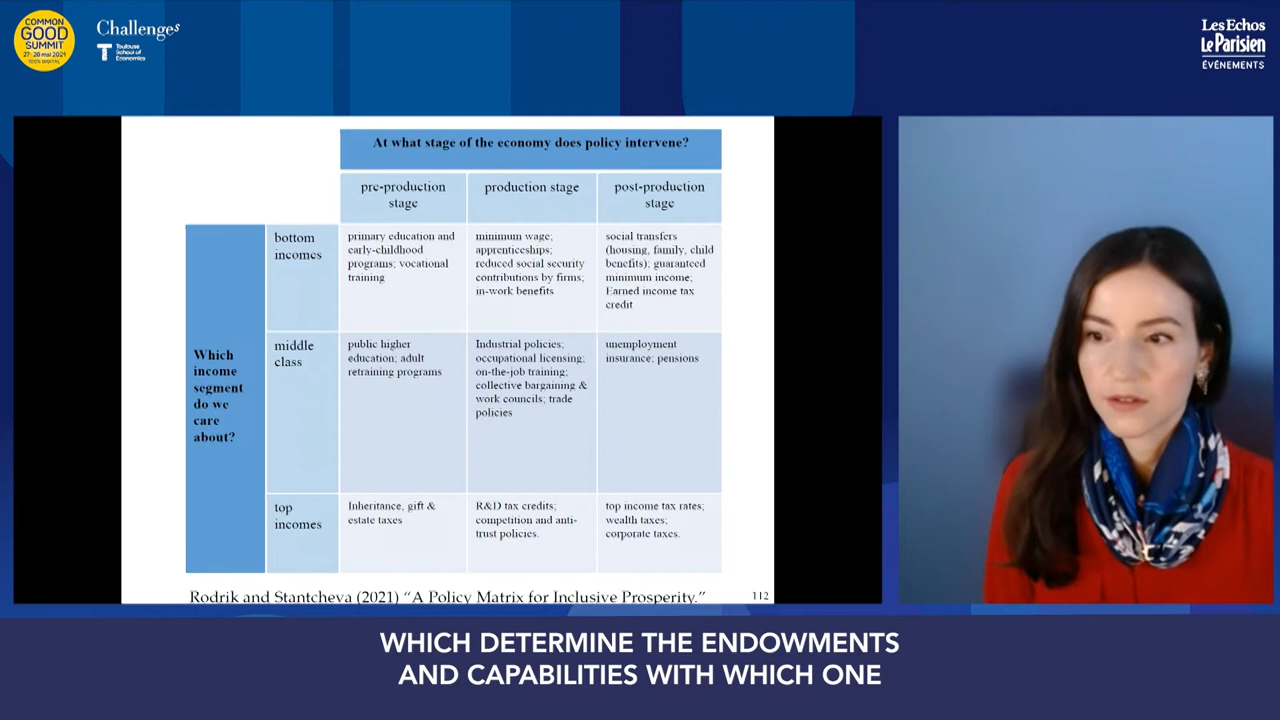 COMMON
GOOD
SUMMIT
27-28 mai 2021
100% DIGITAL
Challenges
Toulouse
School of
Economics
Les Echos
Le Parisien
ÉVÉNEMENTS
At what stage of the economy does policy intervene?
pre-production
stage
production stage
post-production
stage
Which
income
segment
do we
care
about?
bottom
incomes
primary education and
early-childhood
programs; vocational
training
minimum wage;
apprenticeships;
reduced social security
contributions by firms;
in-work benefits
social transfers
(housing, family, child
benefits); guaranteed
minimum income;
Earned income tax
credit
middle
class
public higher
education; adult
retraining programs
Industrial policies;
occupational licensing;
on-the-job training;
collective bargaining &
work councils; trade
policies
unemployment
insurance; pensions
top
incomes
Inheritance, gift &
estate taxes
R&D tax credits;
competition and anti-
trust policies.
top income tax rates;
wealth taxes;
corporate taxes.
Rodrik and Stantcheva (2021) “A Policy Matrix for Inclusive Prosperity.”
112
WHICH DETERMINE THE ENDOWMENTS
AND CAPABILITIES WITH WHICH ONE